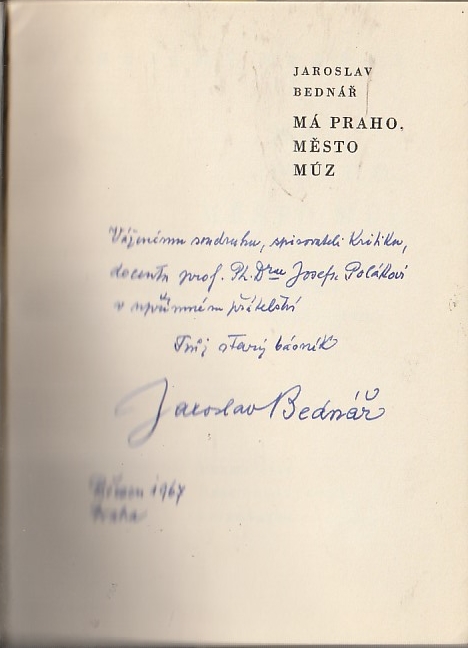 JAROSLAV
BEDNÁŘ
MÁ PRAHO,
MĚSTO
MÚZ
Váženému soudruhu, spisovateli Kritiku,
docentu prof. Ph.Dru Josefu Polákovi
v upřímném přátelství
Tvůj starý básník
Jaroslav Bednář
1967
Praha